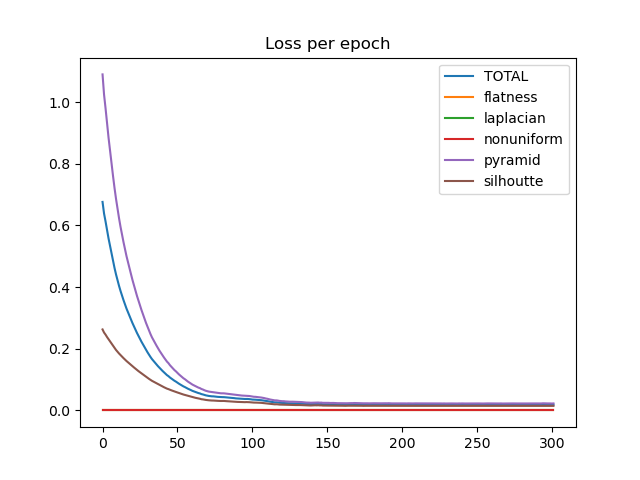 Loss per epoch
TOTAL
flatness
laplacian
nonuniform
pyramid
silhoutte
1.0
0.8
0.6
0.4
0.2
0.0
0 50 100 150 200 250 300